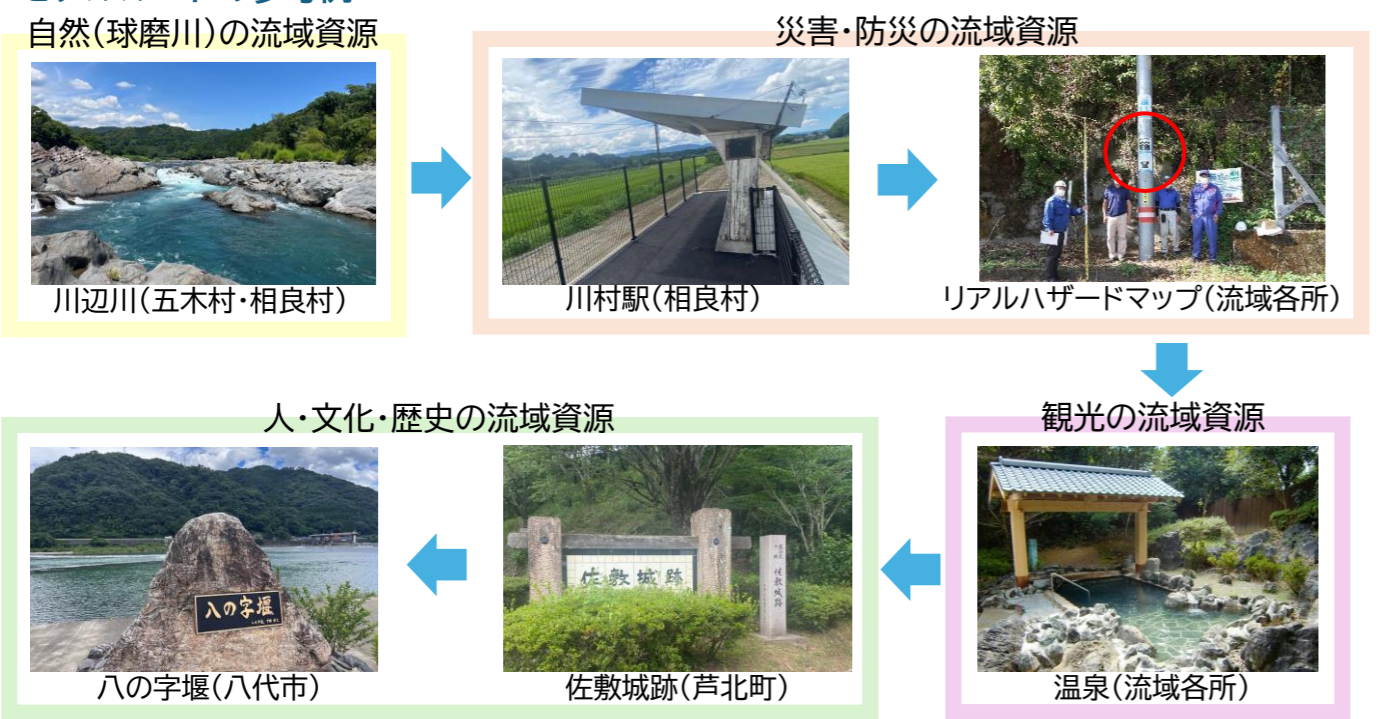 自然(球磨川)の流域資源
災害・防災の流域資源
川辺川(五木村・相良村)
川村駅(相良村)
リアルハザードマップ(流域各所)
観光の流域資源
温泉(流域各所)
人・文化・歴史の流域資源
佐敷城跡
佐敷城跡
佐敷城跡(芦北町)
八の字堰
八の字堰(八代市)